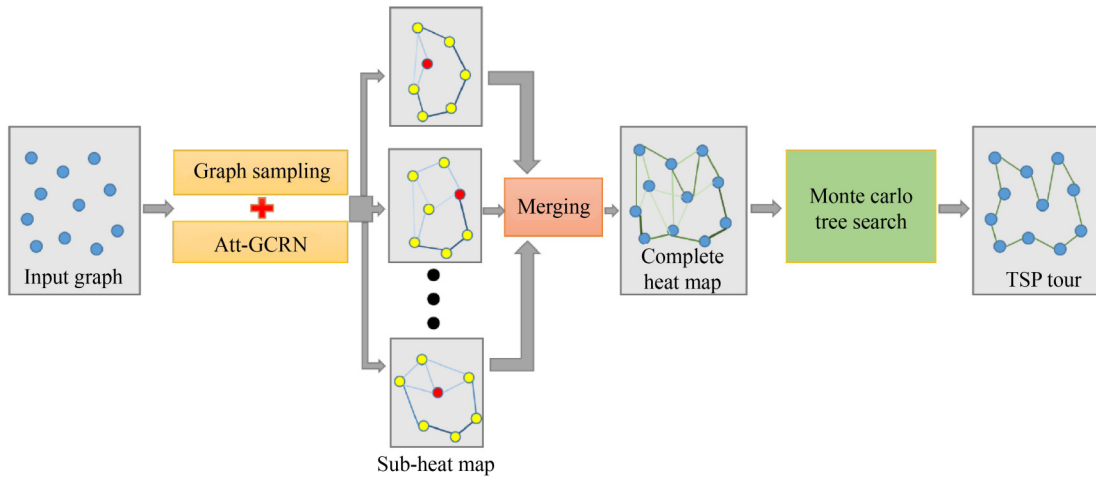 Input graph
Graph sampling
Att-GCRN
Sub-heat map
Merging
Complete
heat map
Monte carlo
tree search
TSP tour